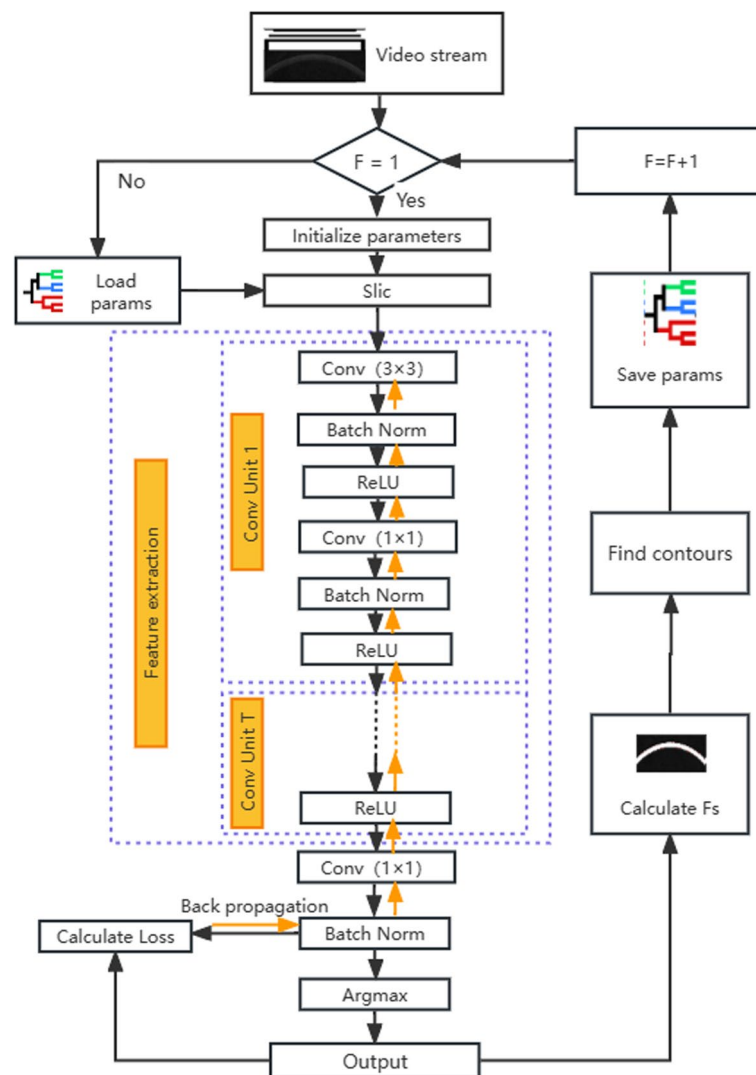 Video stream
F = 1
F=F+1
No
Yes
Initialize parameters
Load
params
Slic
Save params
Feature extraction
Conv Unit 1
Conv (3×3)
Batch Norm
ReLU
Conv (1×1)
Batch Norm
ReLU
Find contours
Conv Unit T
ReLU
Calculate Fs
Conv (1×1)
Back propagation
Calculate Loss
Batch Norm
Argmax
Output